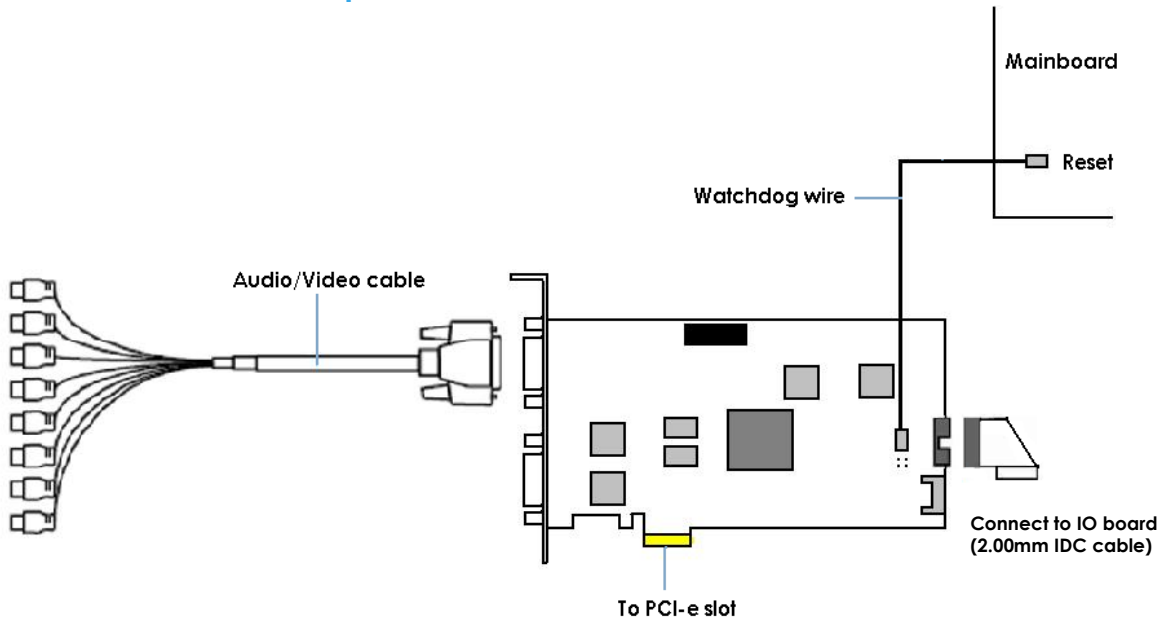 Mainboard
Reset
Watchdog wire
Audio/Video cable
Connect to IO board
(2.00mm IDC cable)
To PCI-e slot